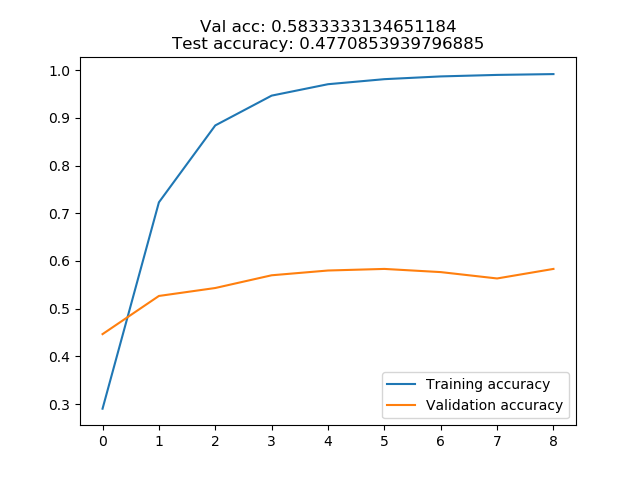 Val acc: 0.5833333134651184
Test accuracy: 0.4770853939796885
1.0
0.9
0.8
0.7
0.6
0.5
0.4
0.3
Training accuracy
Validation accuracy
0 1 2 3 4 5 6 7 8